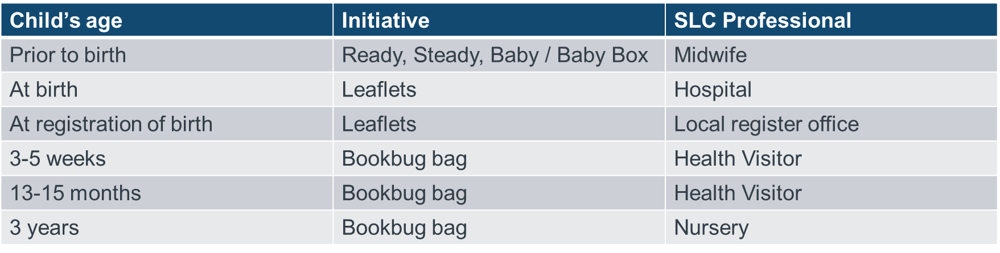 Child’s age Initiative SLC Professional
Prior to birth Ready, Steady, Baby / Baby Box Midwife
At birth Leaflets Hospital
At registration of birth Leaflets Local register office
3-5 weeks Bookbug bag Health Visitor
13-15 months Bookbug bag Health Visitor
3 years Bookbug bag Nursery